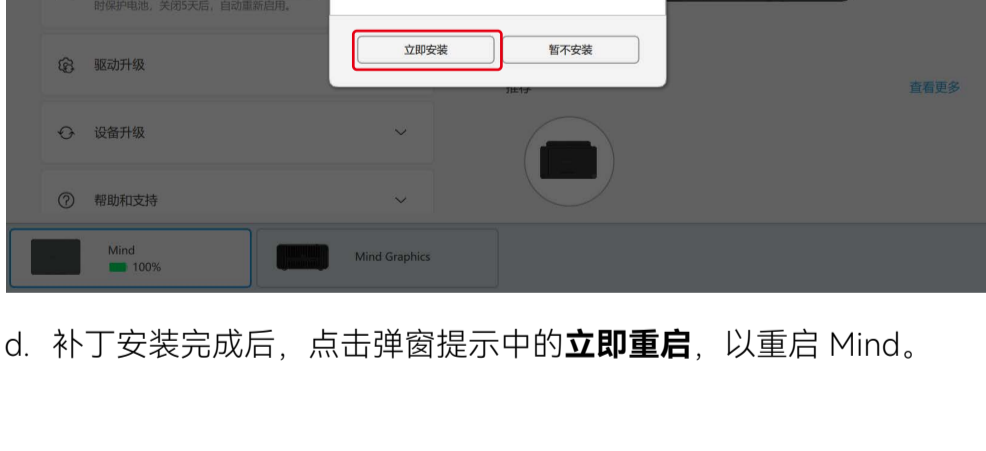 时保护电池。关闭5天后，自动重新启用。
立即安装
暂不安装
驱动升级
推荐
查看更多
设备升级
帮助和支持
Mind
100%
Mind Graphics
d. 补丁安装完成后，点击弹窗提示中的立即重启，以重启 Mind。